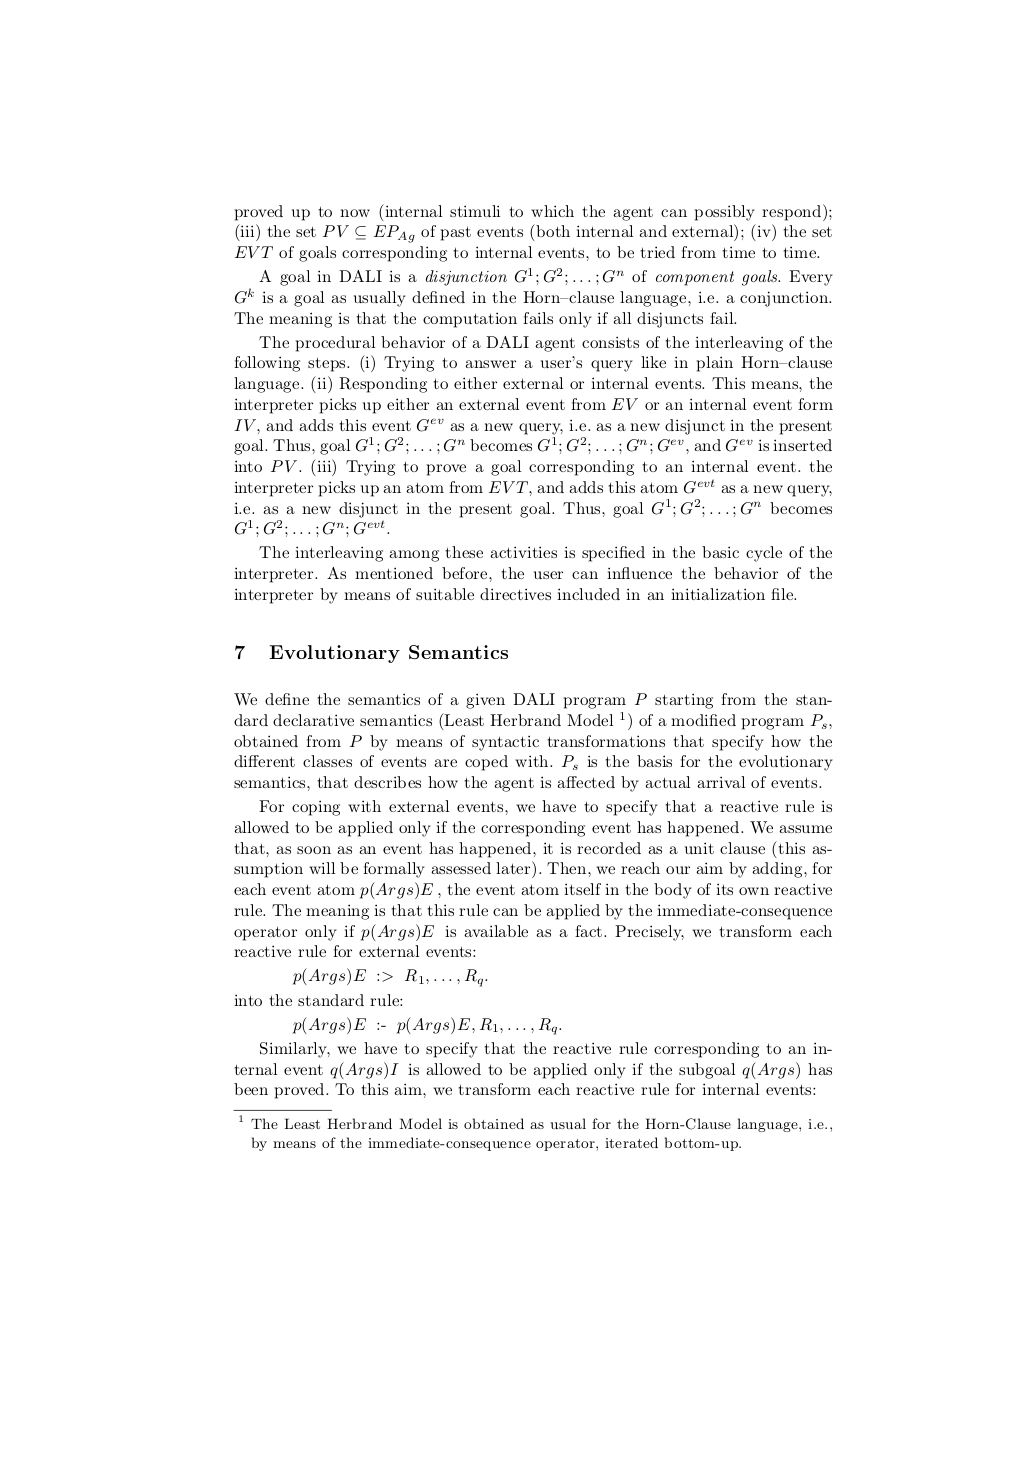 proved up to now (internal stimuli to which the agent can possibly respond);
(iii) the set PV ⊆ EP_Ag of past events (both internal and external); (iv) the set
EVT of goals corresponding to internal events, to be tried from time to time.
A goal in DALI is a disjunction G^1; G^2; . . . ; G^n of component goals. Every
G^k is a goal as usually defined in the Horn–clause language, i.e. a conjunction.
The meaning is that the computation fails only if all disjuncts fail.
The procedural behavior of a DALI agent consists of the interleaving of the
following steps. (i) Trying to answer a user's query like in plain Horn–clause
language. (ii) Responding to either external or internal events. This means, the
interpreter picks up either an external event from EV or an internal event form
IV, and adds this event G^ev as a new query, i.e. as a new disjunct in the present
goal. Thus, goal G^1; G^2; . . . ; G^n becomes G^1; G^2; . . . ; G^n; G^ev, and G^ev is inserted
into PV. (iii) Trying to prove a goal corresponding to an internal event. the
interpreter picks up an atom from EVT, and adds this atom G^evt as a new query,
i.e. as a new disjunct in the present goal. Thus, goal G^1; G^2; . . . ; G^n becomes
G^1; G^2; . . . ; G^n; G^evt.
The interleaving among these activities is specified in the basic cycle of the
interpreter. As mentioned before, the user can influence the behavior of the
interpreter by means of suitable directives included in an initialization file.
7 Evolutionary Semantics
We define the semantics of a given DALI program P starting from the stan-
dard declarative semantics (Least Herbrand Model ^1) of a modified program P_s,
obtained from P by means of syntactic transformations that specify how the
different classes of events are coped with. P_s is the basis for the evolutionary
semantics, that describes how the agent is affected by actual arrival of events.
For coping with external events, we have to specify that a reactive rule is
allowed to be applied only if the corresponding event has happened. We assume
that, as soon as an event has happened, it is recorded as a unit clause (this as-
sumption will be formally assessed later). Then, we reach our aim by adding, for
each event atom p(Args)E , the event atom itself in the body of its own reactive
rule. The meaning is that this rule can be applied by the immediate-consequence
operator only if p(Args)E is available as a fact. Precisely, we transform each
reactive rule for external events:
p(Args)E :> R_1, . . . , R_q.
into the standard rule:
p(Args)E :- p(Args)E, R_1, . . . , R_q.
Similarly, we have to specify that the reactive rule corresponding to an in-
ternal event q(Args)I is allowed to be applied only if the subgoal q(Args) has
been proved. To this aim, we transform each reactive rule for internal events:
^1 The Least Herbrand Model is obtained as usual for the Horn-Clause language, i.e.,
by means of the immediate-consequence operator, iterated bottom-up.